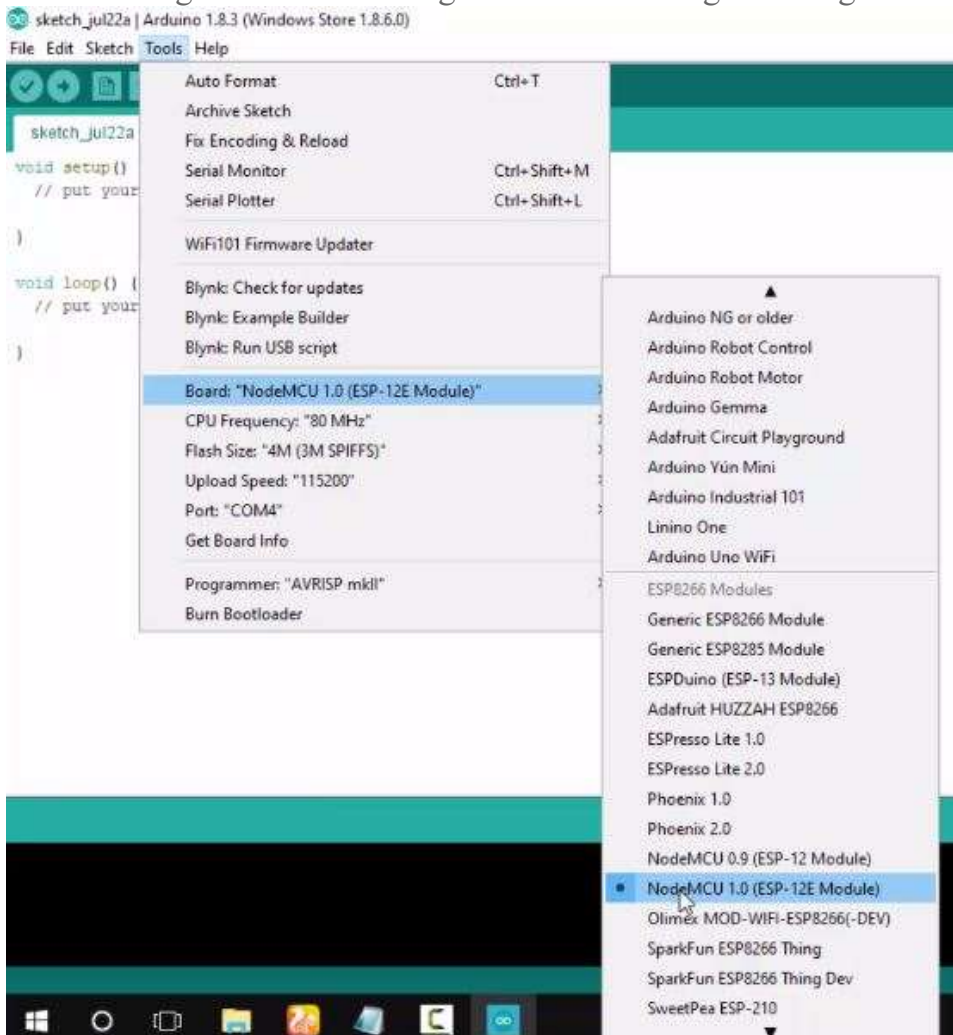 sketch_jul22a | Arduino 1.8.3 (Windows Store 1.8.6.0)
File Edit Sketch Tools Help
sketch_jul22a
void setup()
// put your
}
void loop() {
// put your
}
Auto Format Ctrl+T
Archive Sketch
Fix Encoding & Reload
Serial Monitor Ctrl+Shift+M
Serial Plotter Ctrl+Shift+L
WiFi101 Firmware Updater
Blynk: Check for updates
Blynk: Example Builder
Blynk: Run USB script
Board: "NodeMCU 1.0 (ESP-12E Module)"
CPU Frequency: "80 MHz"
Flash Size: "4M (3M SPIFFS)"
Upload Speed: "115200"
Port: "COM4"
Get Board Info
Programmer: "AVRISP mkII"
Burn Bootloader
Arduino NG or older
Arduino Robot Control
Arduino Robot Motor
Arduino Gemma
Adafruit Circuit Playground
Arduino Yún Mini
Arduino Industrial 101
Linino One
Arduino Uno WiFi
ESP8266 Modules
Generic ESP8266 Module
Generic ESP8285 Module
ESPDuino (ESP-13 Module)
Adafruit HUZZAH ESP8266
ESPresso Lite 1.0
ESPresso Lite 2.0
Phoenix 1.0
Phoenix 2.0
NodeMCU 0.9 (ESP-12 Module)
NodeMCU 1.0 (ESP-12E Module)
Olimex MOD-WIFI-ESP8266(-DEV)
SparkFun ESP8266 Thing
SparkFun ESP8266 Thing Dev
SweetPea ESP-210